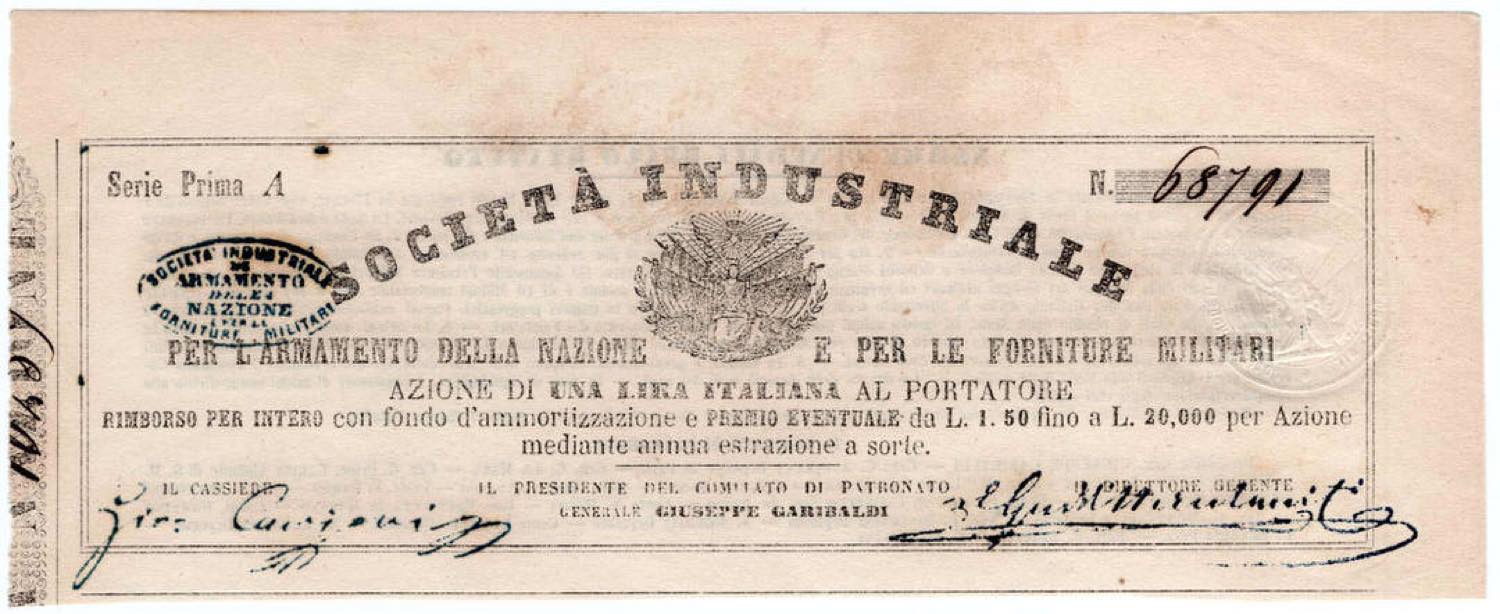 Serie Prima A
N. 68791
SOCIETÀ INDUSTRIALE
SOCIETA' INDUSTRIALE
DI
ARMAMENTO
DELLA
NAZIONE
FORNITURE MILITARI
PER L'ARMAMENTO DELLA NAZIONE E PER LE FORNITURE MILITARI
AZIONE DI UNA LIRA ITALIANA AL PORTATORE
RIMBORSO PER INTERO con fondo d'ammortizzazione e PREMIO EVENTUALE da L. 1. 50 fino a L. 20,000 per Azione
mediante annua estrazione a sorte.
IL CASSIERE
IL PRESIDENTE DEL COMITATO DI PATRONATO
IL DIRETTORE GERENTE
GENERALE GIUSEPPE GARIBALDI